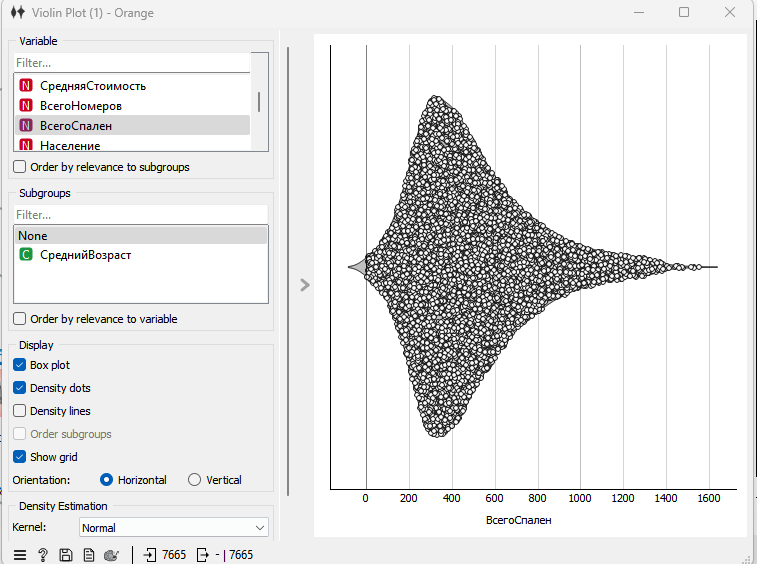 Violin Plot (1) - Orange
Variable
Filter...
N СредняяСтоимость
N ВсегоНомеров
N ВсегоСпален
N Население
Order by relevance to subgroups
Subgroups
Filter...
None
C СреднийВозраст
Order by relevance to variable
Display
Box plot
Density dots
Density lines
Order subgroups
Show grid
Orientation: Horizontal Vertical
Density Estimation
Kernel: Normal
? 7665 - | 7665
0 200 400 600 800 1000 1200 1400 1600
ВсегоСпален